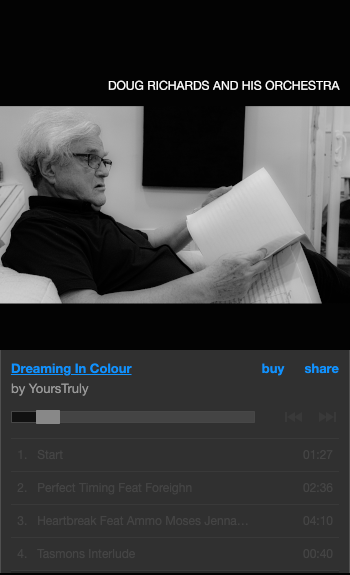 DOUG RICHARDS AND HIS ORCHESTRA
Dreaming In Colour buy share
by YoursTruly
1. Start 01:27
2. Perfect Timing Feat Foreighn 02:36
3. Heartbreak Feat Ammo Moses Jenna... 04:10
4. Tasmons Interlude 00:40